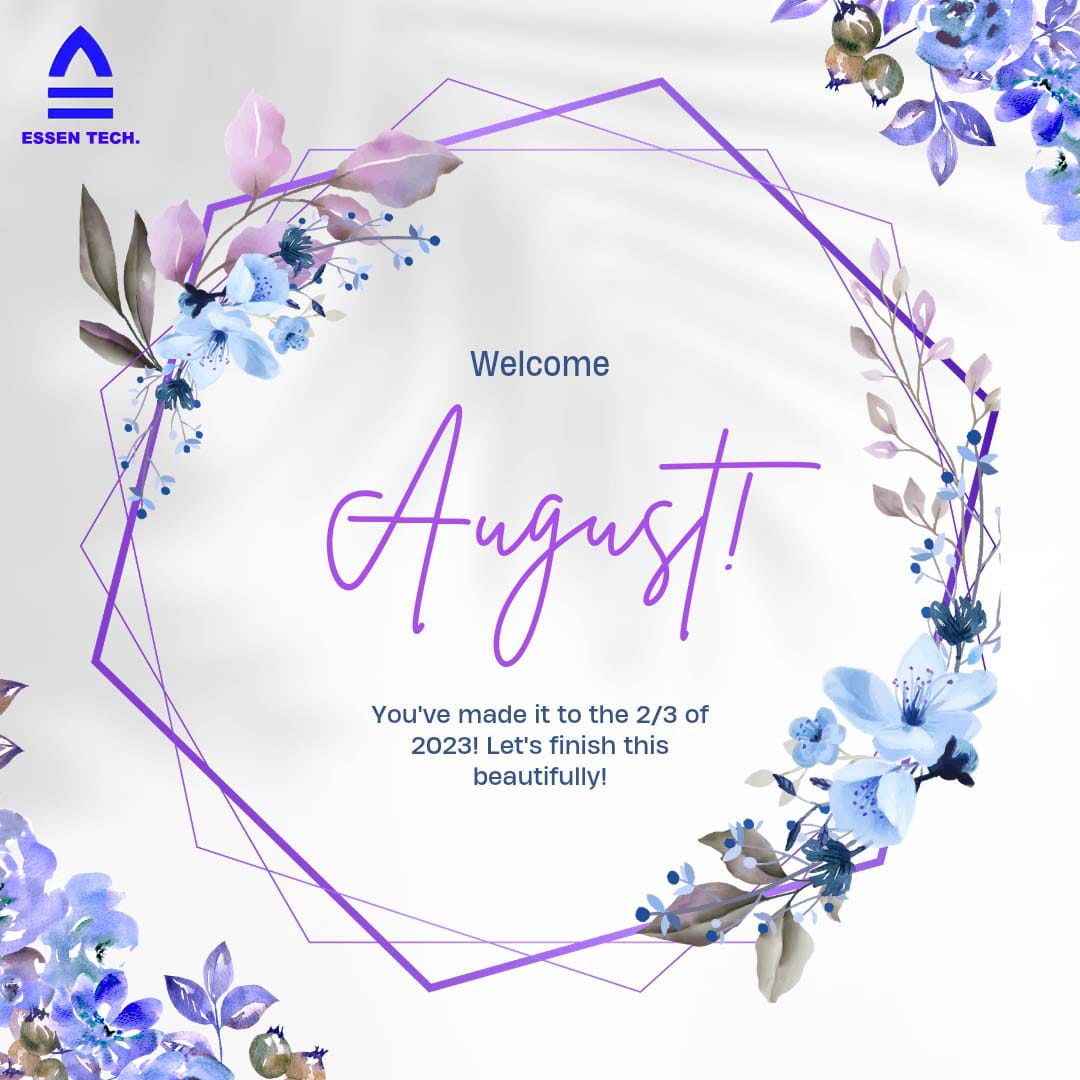 ESSEN TECH.
Welcome
August!
You've made it to the 2/3 of
2023! Let's finish this
beautifully!